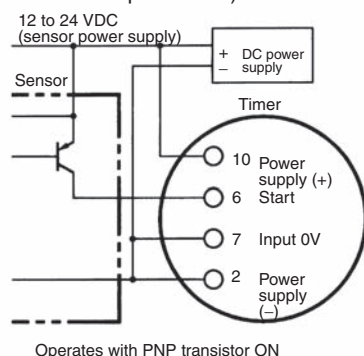 12 to 24 VDC
(sensor power supply)
+ DC power
− supply
Sensor
Timer
10 Power
supply (+)
6 Start
7 Input 0V
2 Power
supply
(−)
Operates with PNP transistor ON